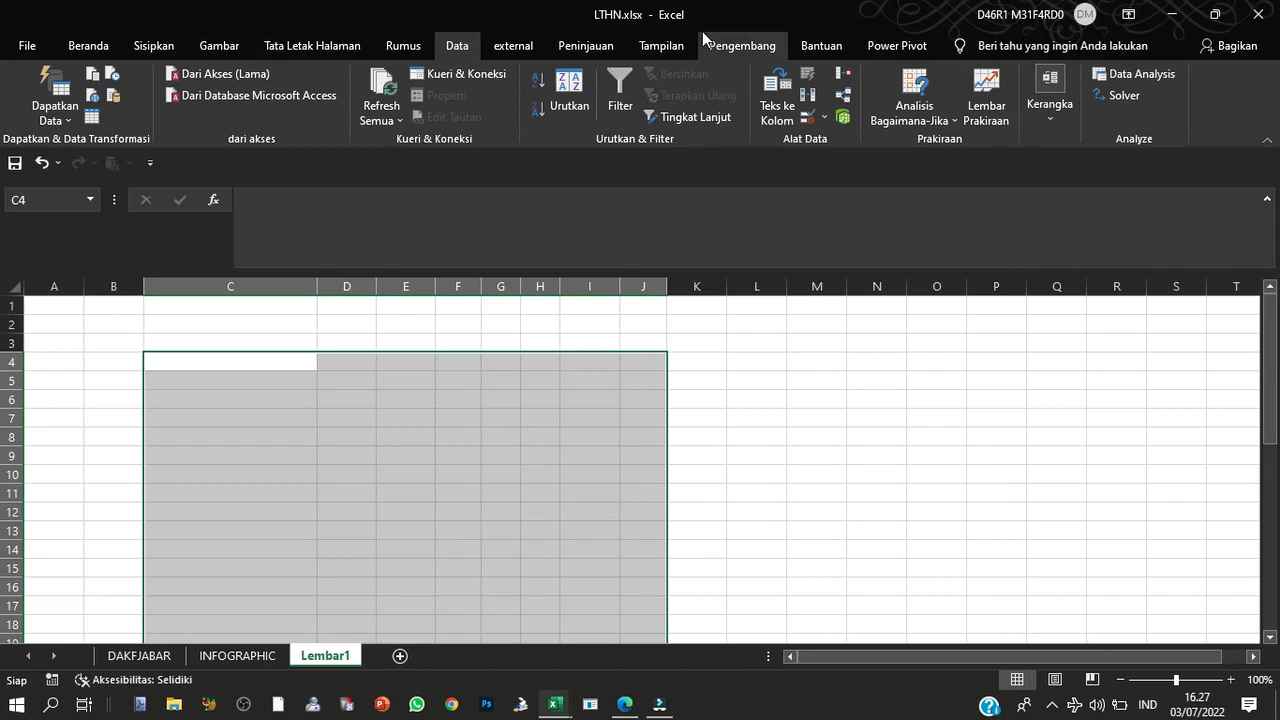 LTHN.xlsx - Excel
D46R1 M31F4RD0 DM
File Beranda Sisipkan Gambar Tata Letak Halaman Rumus Data external Peninjauan Tampilan Pengembang Bantuan Power Pivot Beri tahu yang ingin Anda lakukan Bagikan
Dapatkan Data
Dari Akses (Lama)
Dari Database Microsoft Access
Refresh Semua
Kueri & Koneksi
Properti
Edit Tautan
Urutkan
Filter
Bersihkan
Terapkan Ulang
Tingkat Lanjut
Teks ke Kolom
Analisis Bagaimana-Jika
Lembar Prakiraan
Kerangka
Data Analysis
Solver
Dapatkan & Data Transformasi dari akses Kueri & Koneksi Urutkan & Filter Alat Data Prakiraan Analyze
C4 fx
A B C D E F G H I J K L M N O P Q R S T
1
2
3
4
5
6
7
8
9
10
11
12
13
14
15
16
17
18
DAKFJABAR INFOGRAPHIC Lembar1
Siap Aksesibilitas: Selidiki 100%
IND 16.27
03/07/2022